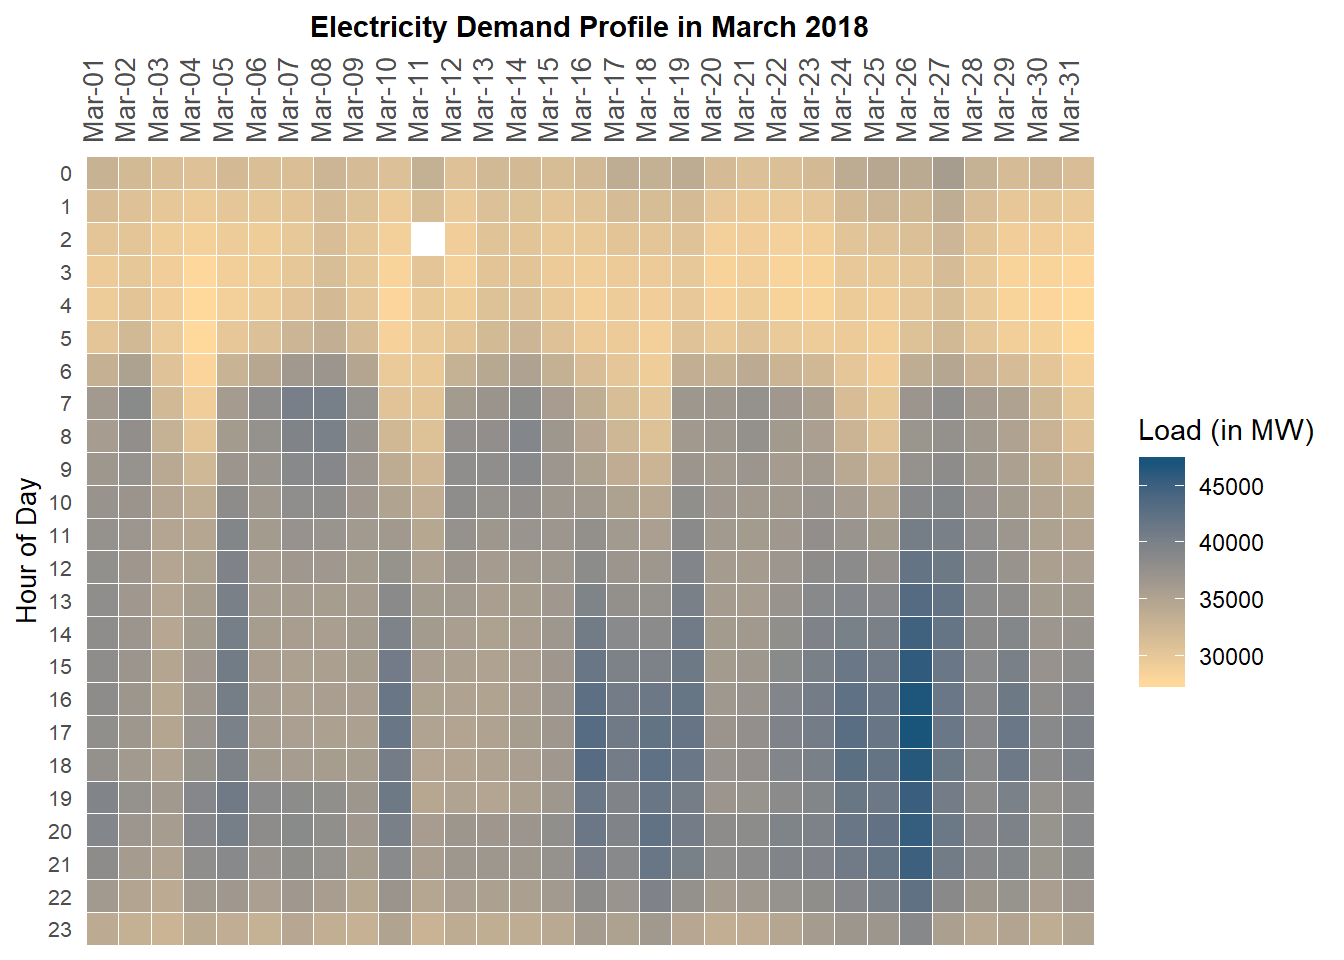 Electricity Demand Profile in March 2018
Mar-01
Mar-02
Mar-03
Mar-04
Mar-05
Mar-06
Mar-07
Mar-08
Mar-09
Mar-10
Mar-11
Mar-12
Mar-13
Mar-14
Mar-15
Mar-16
Mar-17
Mar-18
Mar-19
Mar-20
Mar-21
Mar-22
Mar-23
Mar-24
Mar-25
Mar-26
Mar-27
Mar-28
Mar-29
Mar-30
Mar-31
Hour of Day
0
1
2
3
4
5
6
7
8
9
10
11
12
13
14
15
16
17
18
19
20
21
22
23
Load (in MW)
45000
40000
35000
30000